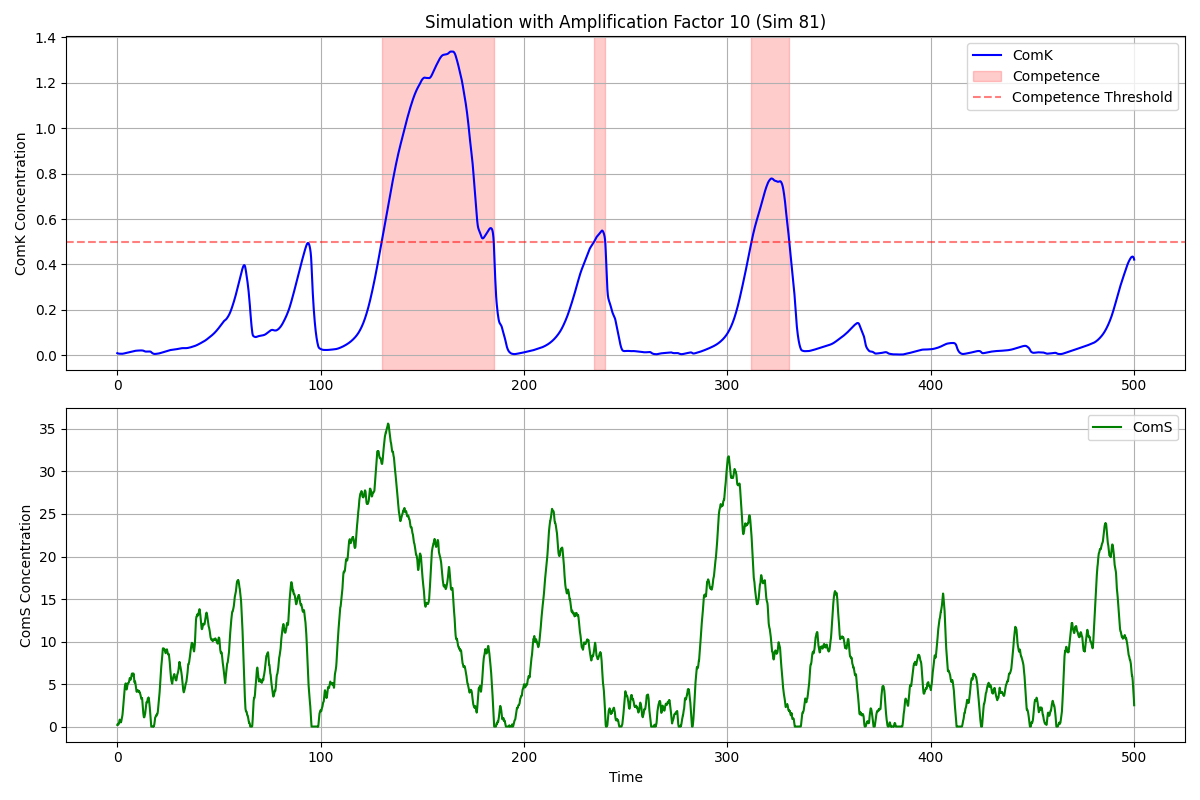 Simulation with Amplification Factor 10 (Sim 81)
1.4
1.2
1.0
0.8
0.6
0.4
0.2
0.0
ComK Concentration
ComK
Competence
Competence Threshold
0 100 200 300 400 500
35
30
25
20
15
10
5
0
ComS Concentration
ComS
0 100 200 300 400 500
Time